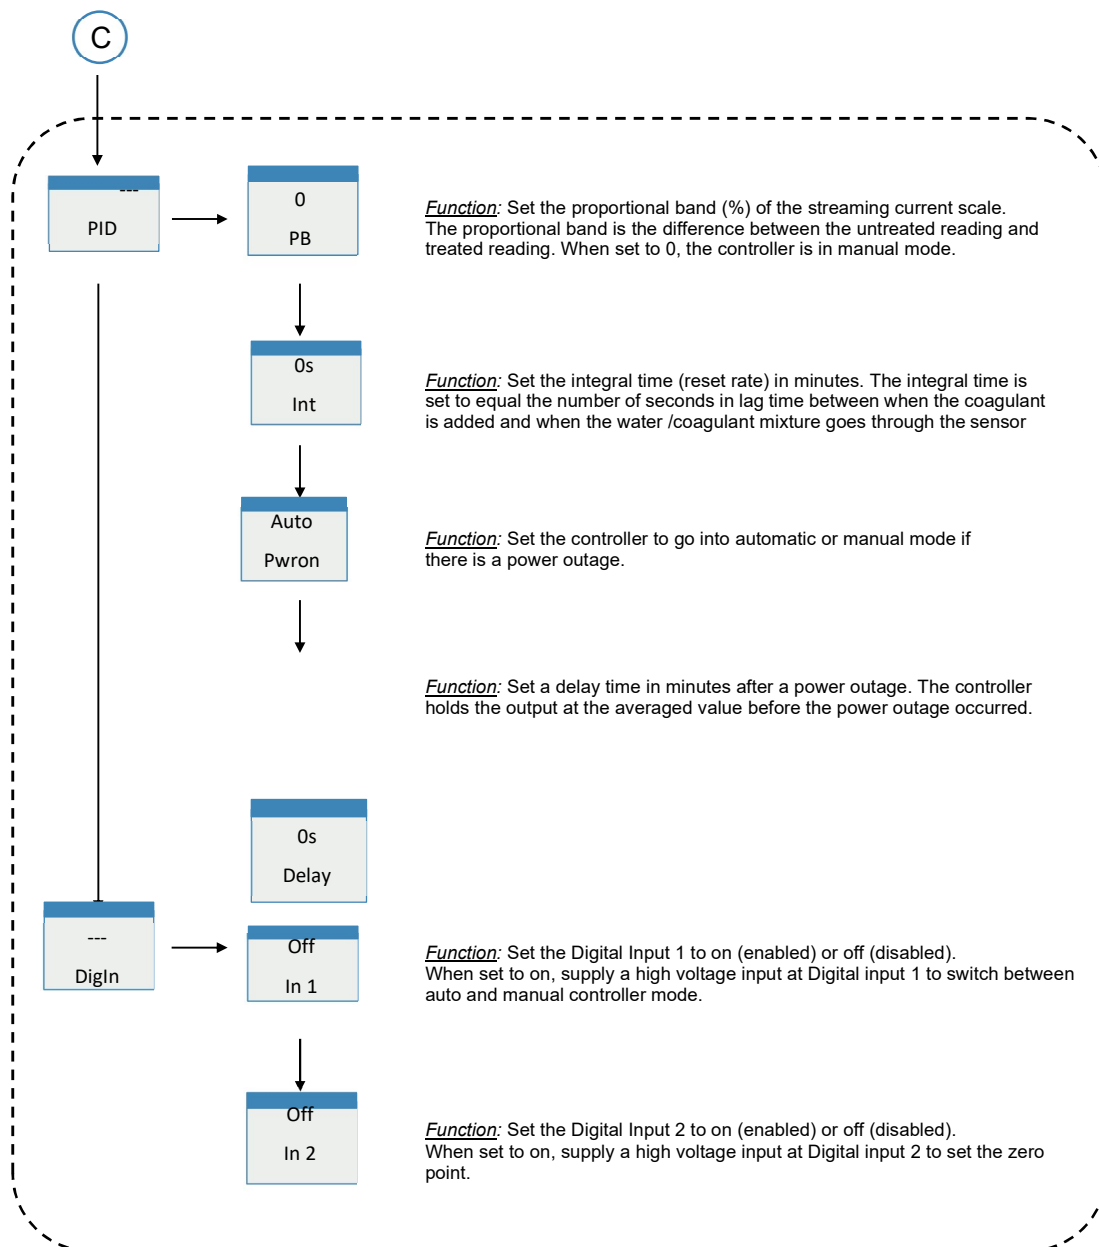 C
---
PID
0
PB
Function: Set the proportional band (%) of the streaming current scale.
The proportional band is the difference between the untreated reading and
treated reading. When set to 0, the controller is in manual mode.
0s
Int
Function: Set the integral time (reset rate) in minutes. The integral time is
set to equal the number of seconds in lag time between when the coagulant
is added and when the water /coagulant mixture goes through the sensor
Auto
Pwron
Function: Set the controller to go into automatic or manual mode if
there is a power outage.
Function: Set a delay time in minutes after a power outage. The controller
holds the output at the averaged value before the power outage occurred.
0s
Delay
---
DigIn
Off
In 1
Function: Set the Digital Input 1 to on (enabled) or off (disabled).
When set to on, supply a high voltage input at Digital input 1 to switch between
auto and manual controller mode.
Off
In 2
Function: Set the Digital Input 2 to on (enabled) or off (disabled).
When set to on, supply a high voltage input at Digital input 2 to set the zero
point.